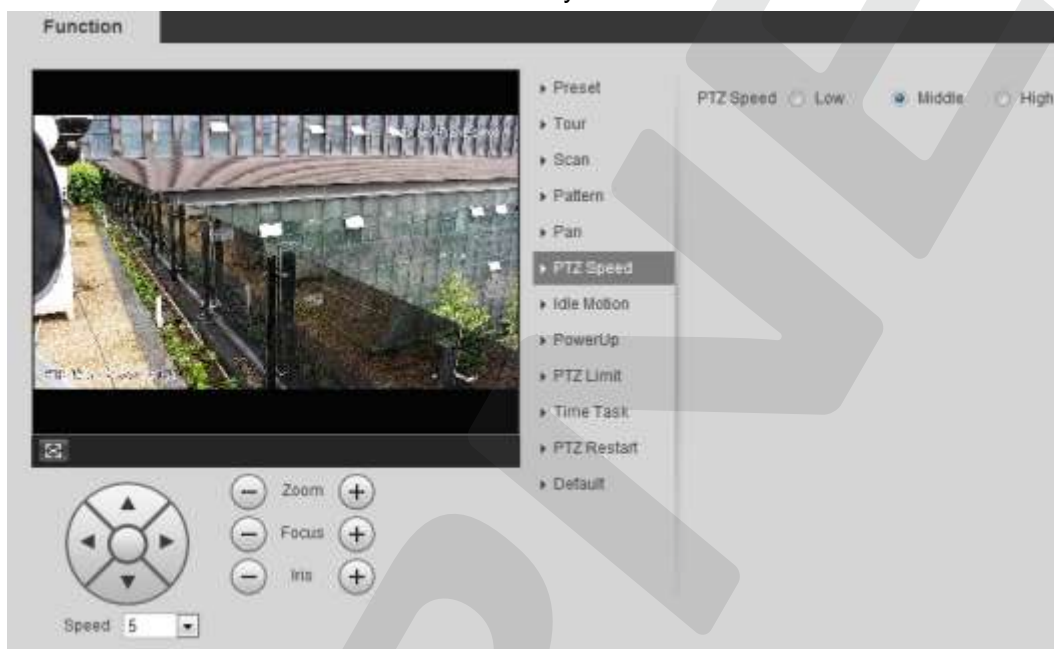 Function
Preset
Tour
Scan
Pattern
Pan
PTZ Speed
Idle Motion
PowerUp
PTZ Limit
Time Task
PTZ Restart
Default
PTZ Speed Low Middle High
Zoom
Focus
Iris
Speed 5